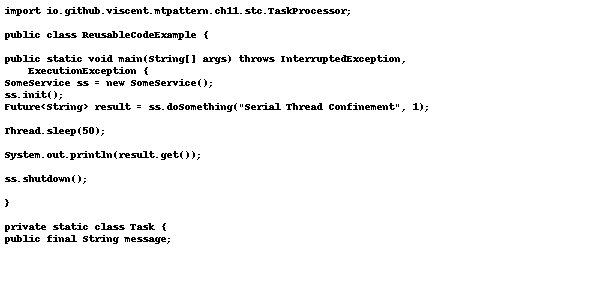 import io.github.viscent.mtpattern.ch11.stc.TaskProcessor;
public class ReusableCodeExample {
public static void main(String[] args) throws InterruptedException,
ExecutionException {
SomeService ss = new SomeService();
ss.init();
Future<String> result = ss.doSomething("Serial Thread Confinement", 1);
Thread.sleep(50);
System.out.println(result.get());
ss.shutdown();
}
private static class Task {
public final String message;